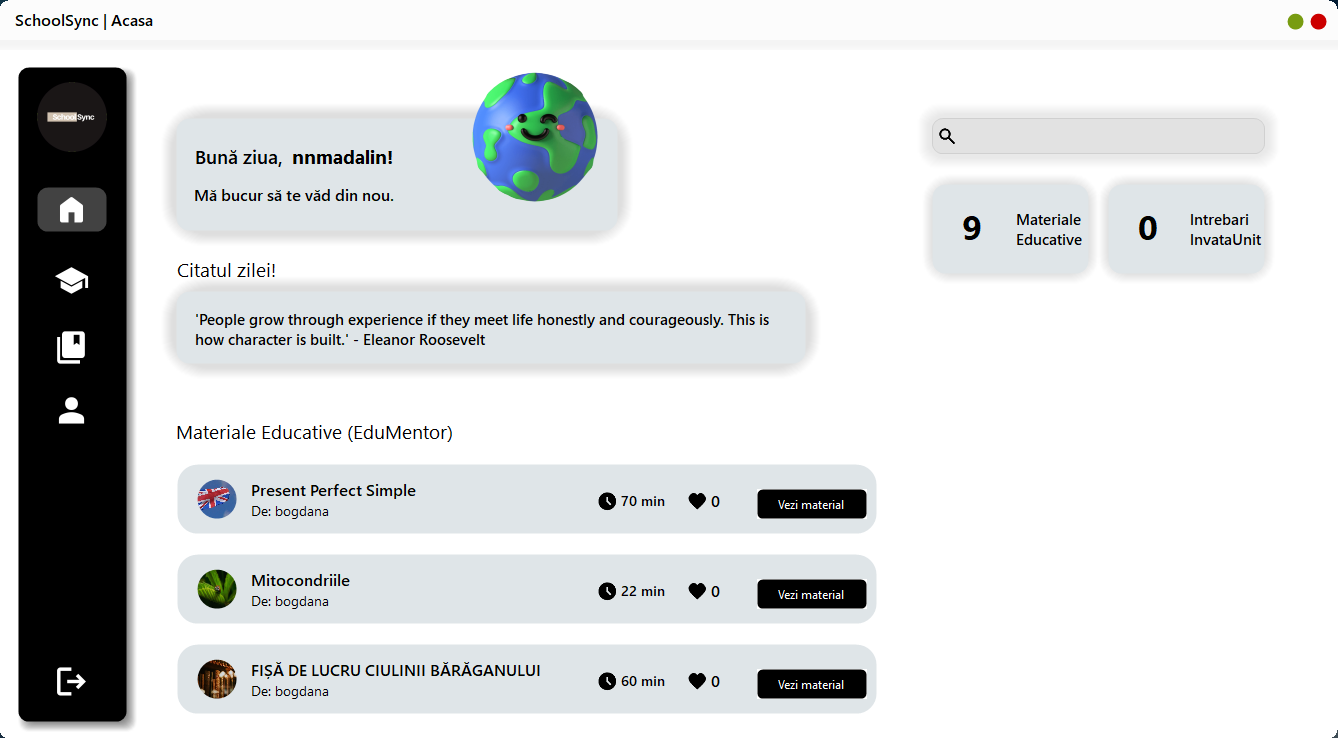 SchoolSync | Acasa
SchoolSync
Bună ziua, nnmadalin!
Mă bucur să te văd din nou.
9
Materiale
Educative
0
Intrebari
InvataUnit
Citatul zilei!
'People grow through experience if they meet life honestly and courageously. This is
how character is built.' - Eleanor Roosevelt
Materiale Educative (EduMentor)
Present Perfect Simple
De: bogdana
70 min
0
Vezi material
Mitocondriile
De: bogdana
22 min
0
Vezi material
FIȘĂ DE LUCRU CIULINII BĂRĂGANULUI
De: bogdana
60 min
0
Vezi material